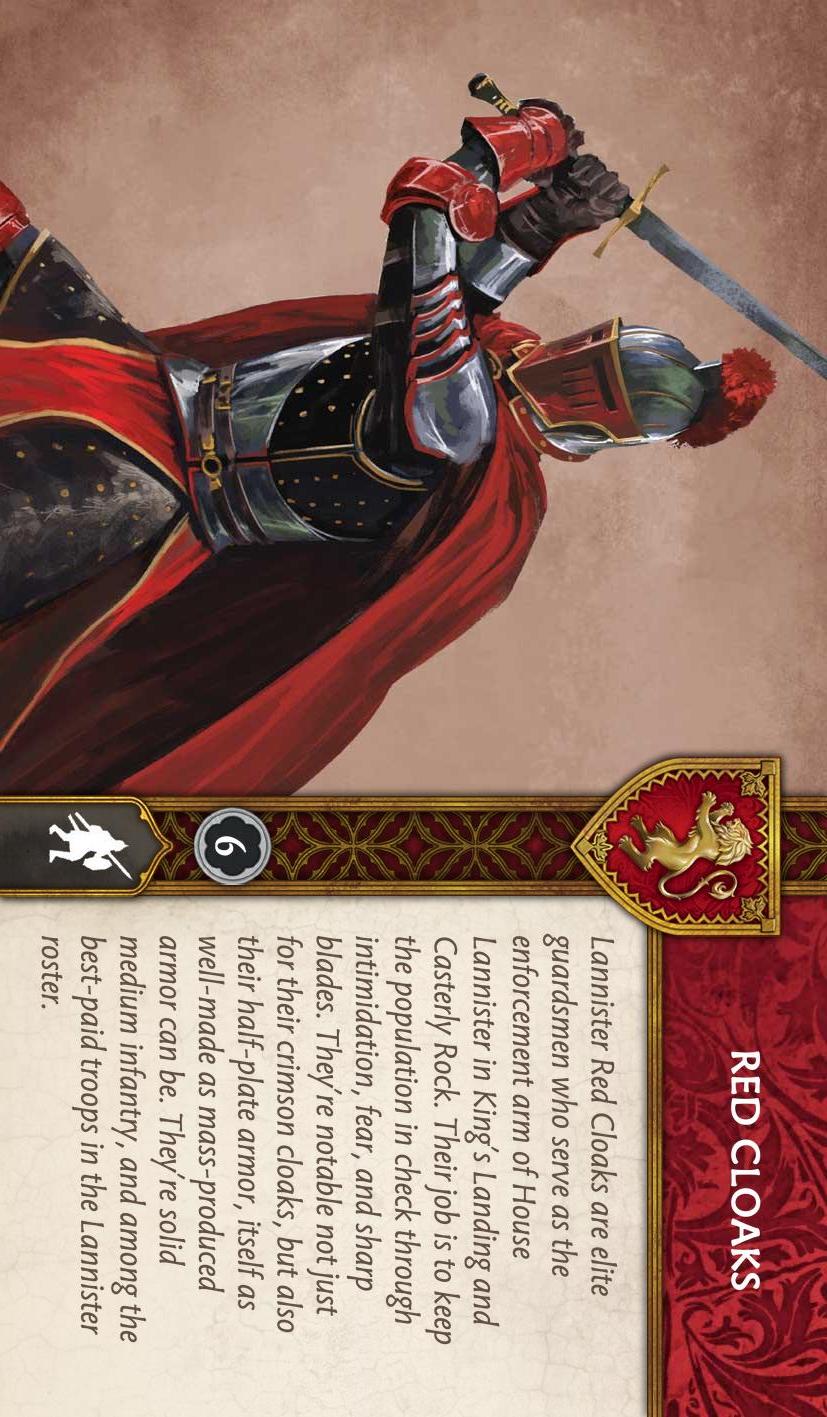 RED CLOAKS
Lannister Red Cloaks are elite
guardsmen who serve as the
enforcement arm of House
Lannister in King's Landing and
Casterly Rock. Their job is to keep
the population in check through
intimidation, fear, and sharp
blades. They're notable not just
for their crimson cloaks, but also
their half-plate armor, itself as
well-made as mass-produced
armor can be. They're solid
medium infantry, and among the
best-paid troops in the Lannister
roster.
6